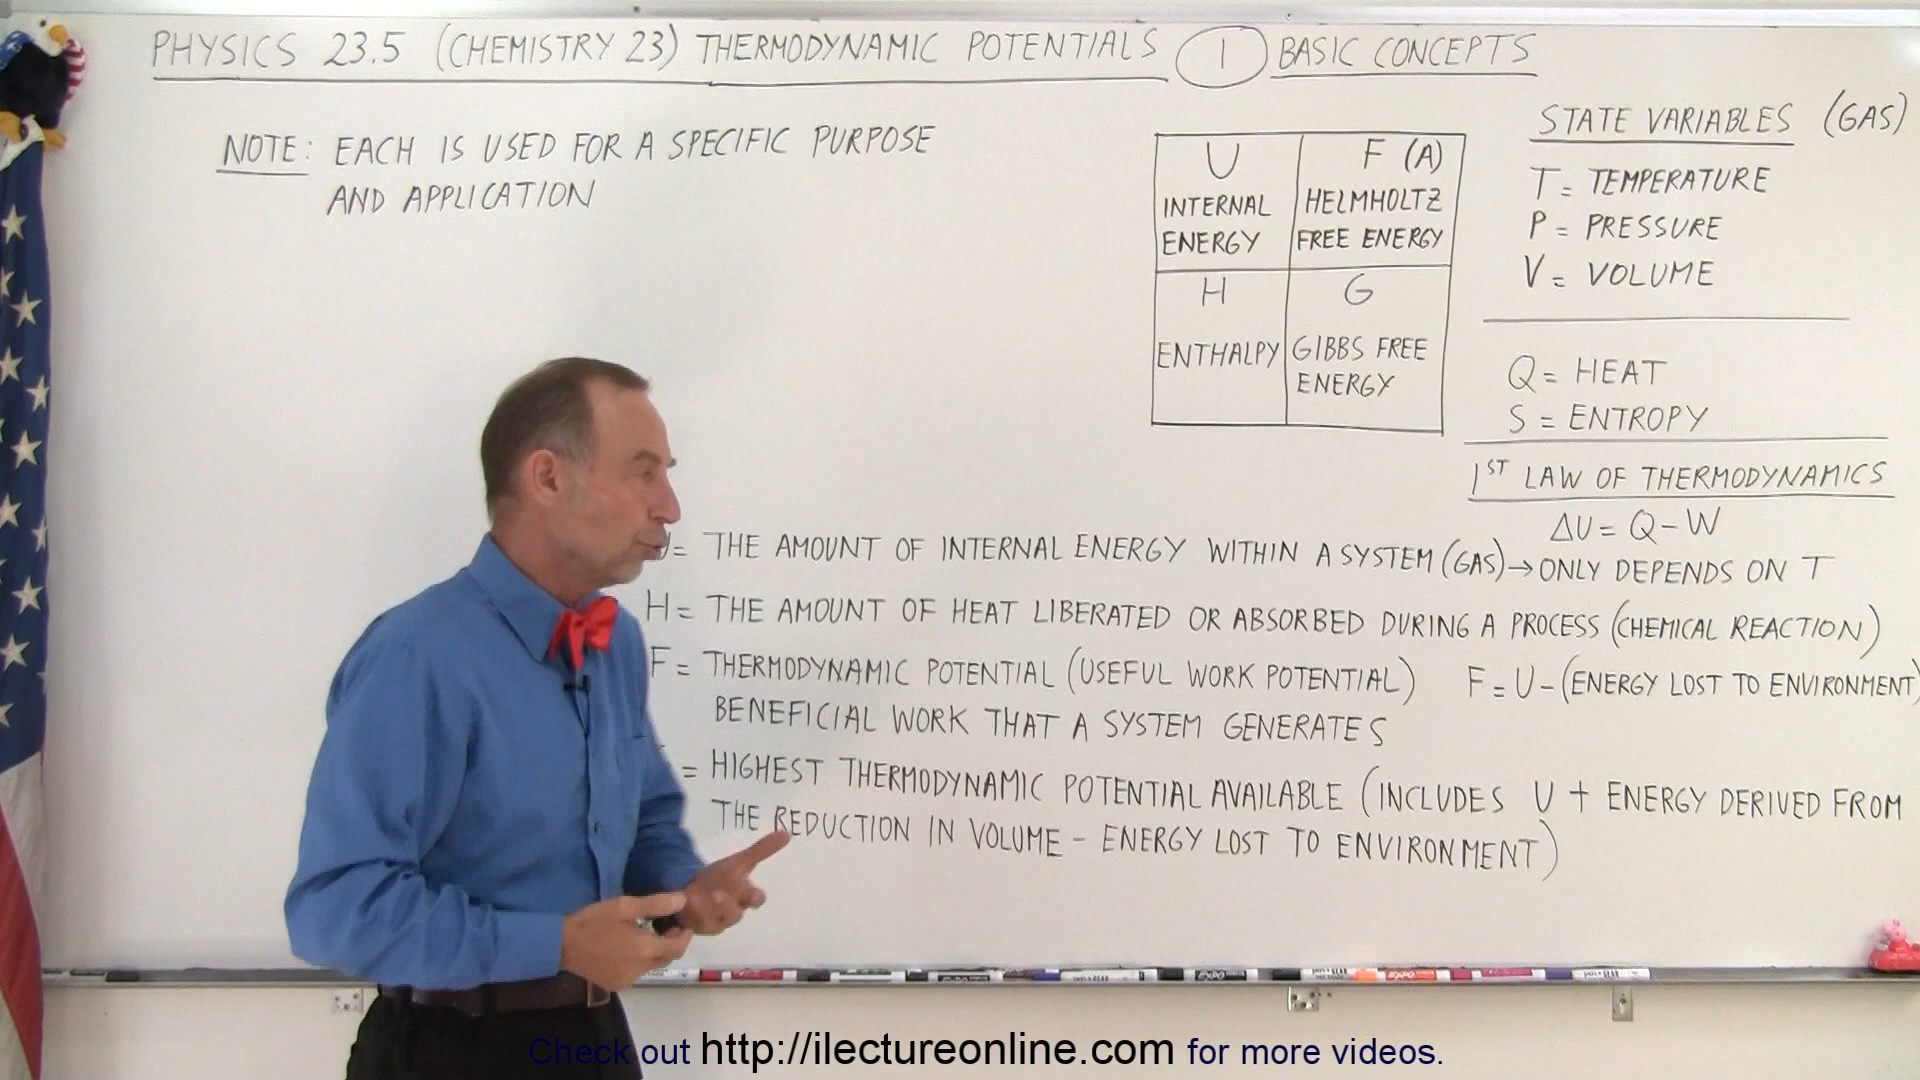 PHYSICS 23.5 (CHEMISTRY 23) THERMODYNAMIC POTENTIALS 1 BASIC CONCEPTS
NOTE: EACH IS USED FOR A SPECIFIC PURPOSE
AND APPLICATION
U
INTERNAL
ENERGY
F (A)
HELMHOLTZ
FREE ENERGY
H
ENTHALPY
G
GIBBS FREE
ENERGY
STATE VARIABLES (GAS)
T = TEMPERATURE
P = PRESSURE
V = VOLUME
Q = HEAT
S = ENTROPY
1ST LAW OF THERMODYNAMICS
ΔU = Q - W
= THE AMOUNT OF INTERNAL ENERGY WITHIN A SYSTEM (GAS) → ONLY DEPENDS ON T
H = THE AMOUNT OF HEAT LIBERATED OR ABSORBED DURING A PROCESS (CHEMICAL REACTION)
F = THERMODYNAMIC POTENTIAL (USEFUL WORK POTENTIAL) F = U - (ENERGY LOST TO ENVIRONMENT)
BENEFICIAL WORK THAT A SYSTEM GENERATES
= HIGHEST THERMODYNAMIC POTENTIAL AVAILABLE (INCLUDES U + ENERGY DERIVED FROM
THE REDUCTION IN VOLUME - ENERGY LOST TO ENVIRONMENT)
Check out http://ilectureonline.com for more videos.